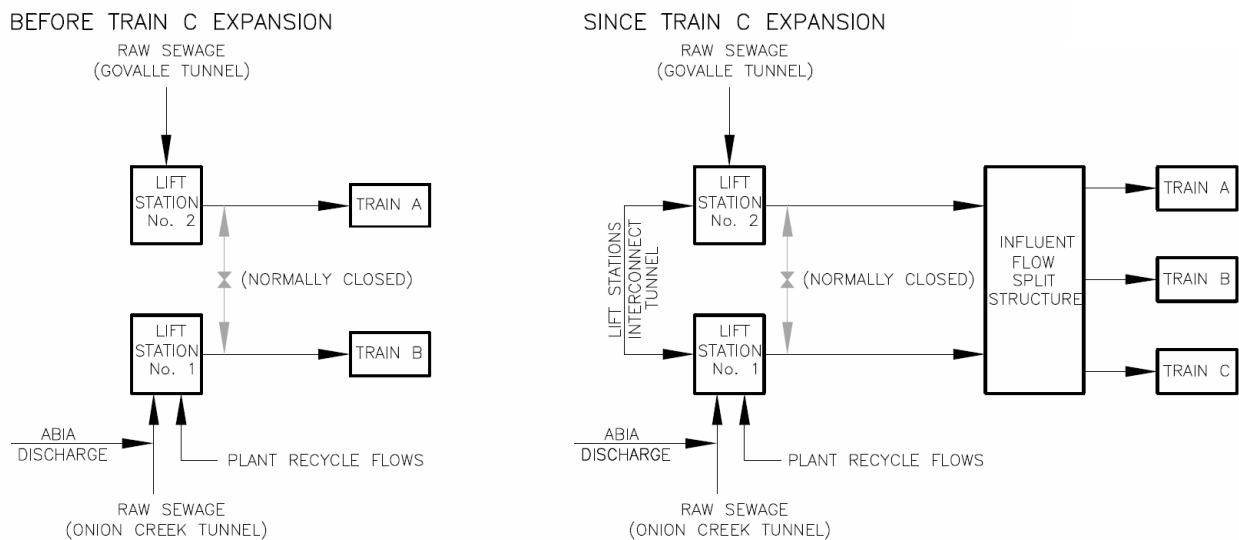 BEFORE TRAIN C EXPANSION
RAW SEWAGE
(GOVALLE TUNNEL)
LIFT
STATION
No. 2
TRAIN A
(NORMALLY CLOSED)
LIFT
STATION
No. 1
TRAIN B
ABIA
DISCHARGE
PLANT RECYCLE FLOWS
RAW SEWAGE
(ONION CREEK TUNNEL)
SINCE TRAIN C EXPANSION
RAW SEWAGE
(GOVALLE TUNNEL)
LIFT
STATION
No. 2
LIFT STATIONS
INTERCONNECT
TUNNEL
(NORMALLY CLOSED)
LIFT
STATION
No. 1
INFLUENT
FLOW
SPLIT
STRUCTURE
TRAIN A
TRAIN B
TRAIN C
ABIA
DISCHARGE
PLANT RECYCLE FLOWS
RAW SEWAGE
(ONION CREEK TUNNEL)